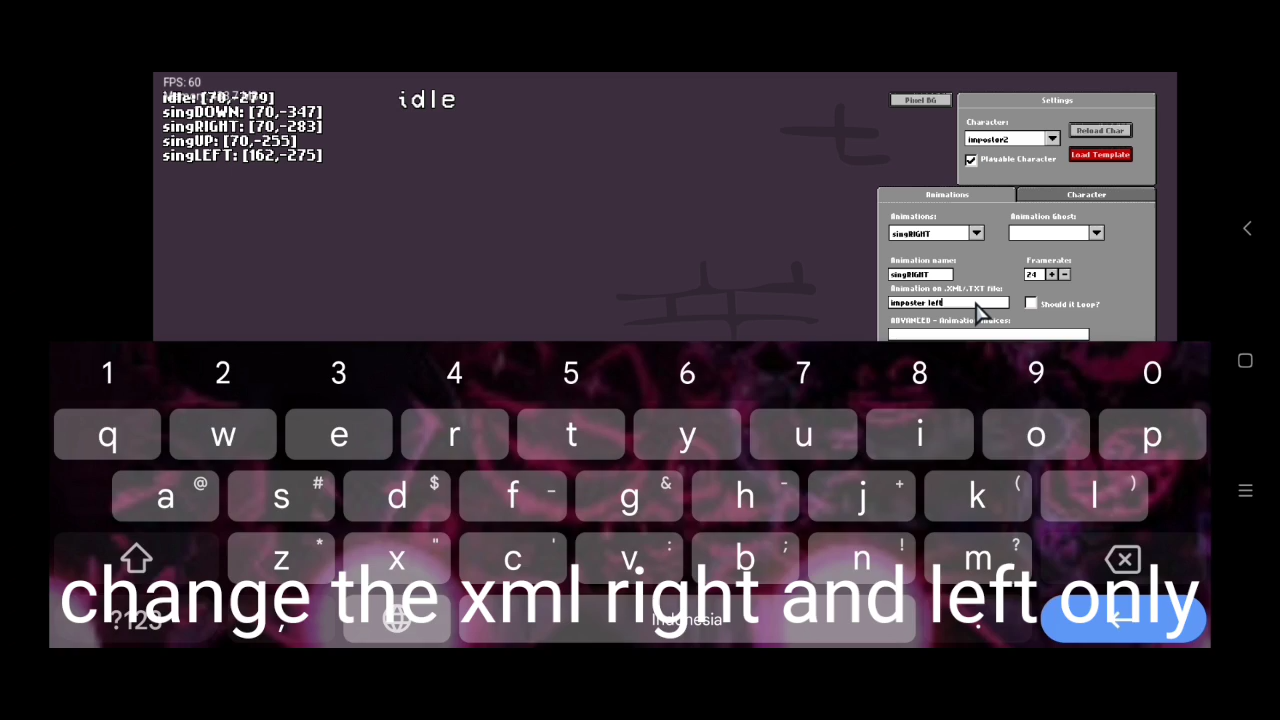 FPS: 60
idle: [70,-279]
singDOWN: [70,-347]
singRIGHT: [70,-283]
singUP: [70,-255]
singLEFT: [162,-275]
idle
Pixel BG
Settings
Character:
imposter2
Reload Char
Playable Character
Load Template
Animations
Character
Animations:
Animation Ghost:
singRIGHT
Animation name:
Framerate:
singRIGHT
24 + -
Animation on .XML/.TXT file:
imposter left
Should it Loop?
ADVANCED - Animation
1 2 3 4 5 6 7 8 9 0
q w e r t y u i o p
@ # $ _ & - + ( )
a s d f g h j k l
* " ' : ; ! ?
z x c v b n m
change the xml right and left only
?123 , Indonesia .